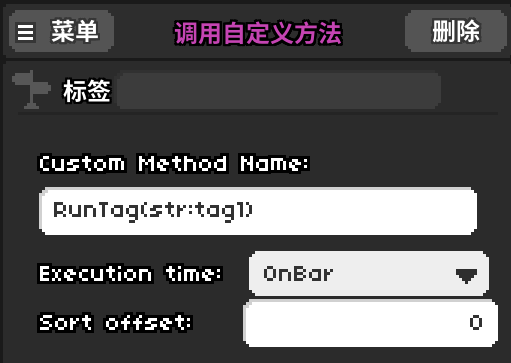 菜单
调用自定义方法
删除
标签
Custom Method Name:
RunTag(str:tag1)
Execution time:
OnBar
Sort offset:
0